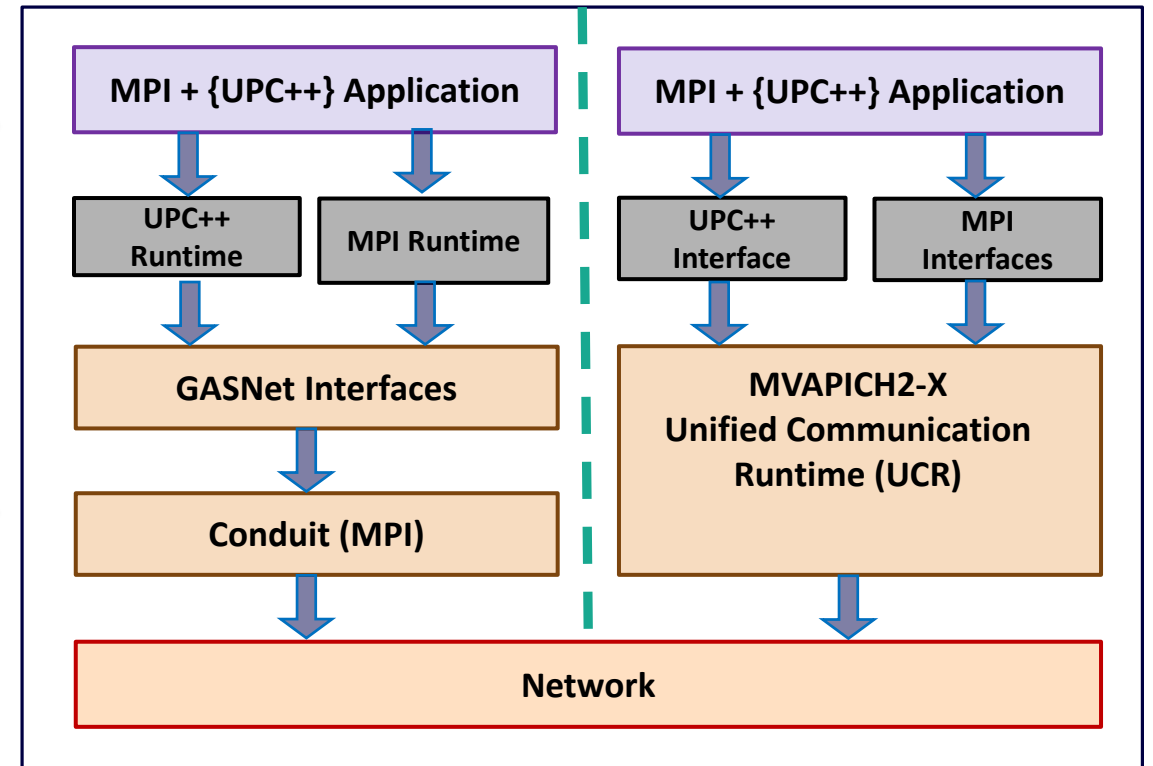 MPI + {UPC++} Application
UPC++
Runtime
MPI Runtime
GASNet Interfaces
Conduit (MPI)
MPI + {UPC++} Application
UPC++
Interface
MPI
Interfaces
MVAPICH2-X
Unified Communication
Runtime (UCR)
Network